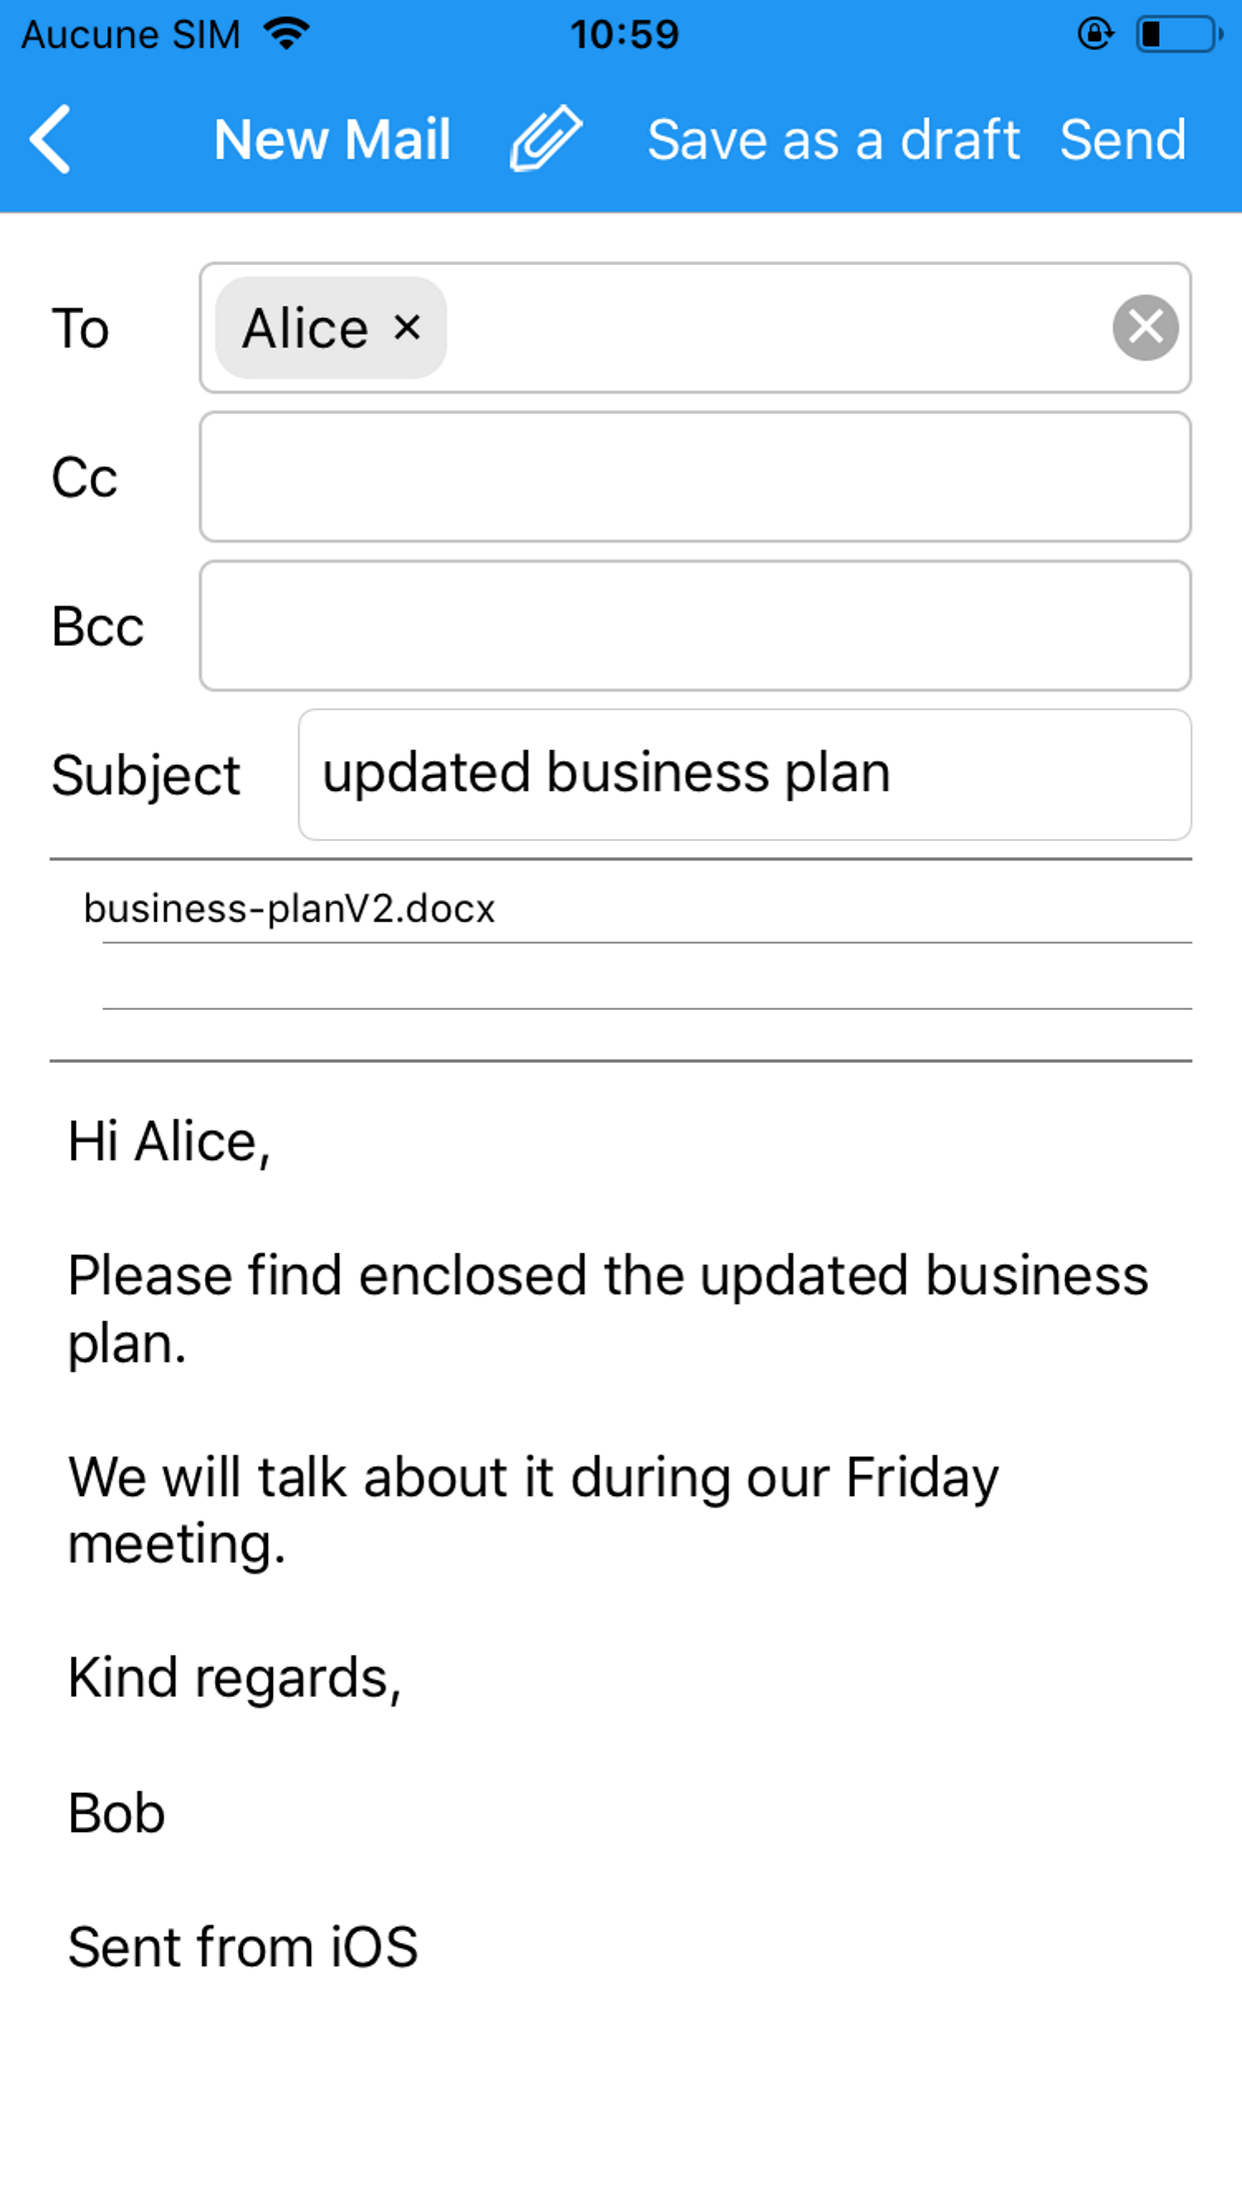 Aucune SIM 10:59
New Mail Save as a draft Send
To Alice ×
Cc
Bcc
Subject updated business plan
business-planV2.docx
Hi Alice,
Please find enclosed the updated business
plan.
We will talk about it during our Friday
meeting.
Kind regards,
Bob
Sent from iOS